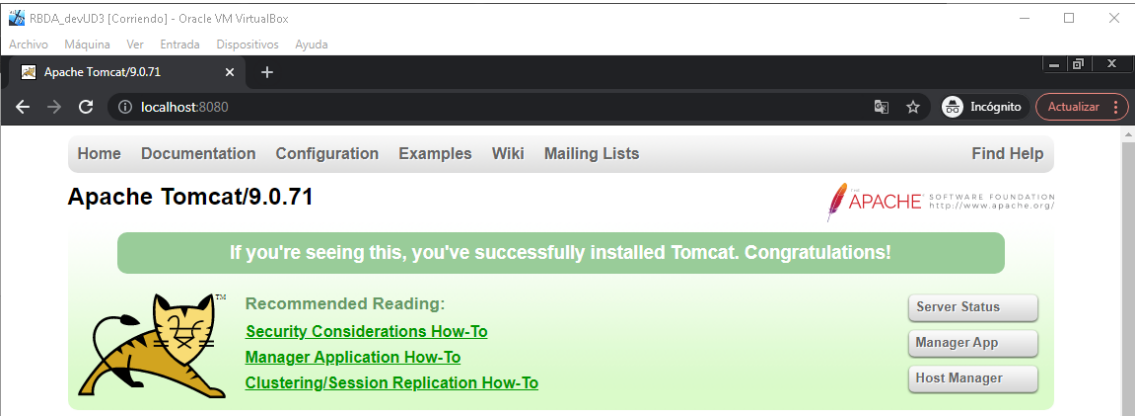 RBDA_devUD3 [Corriendo] - Oracle VM VirtualBox
Archivo Máquina Ver Entrada Dispositivos Ayuda
Apache Tomcat/9.0.71
localhost:8080 Incógnito Actualizar
Home Documentation Configuration Examples Wiki Mailing Lists Find Help
Apache Tomcat/9.0.71
THE APACHE SOFTWARE FOUNDATION
http://www.apache.org/
If you're seeing this, you've successfully installed Tomcat. Congratulations!
TM
Recommended Reading:
Security Considerations How-To
Manager Application How-To
Clustering/Session Replication How-To
Server Status
Manager App
Host Manager